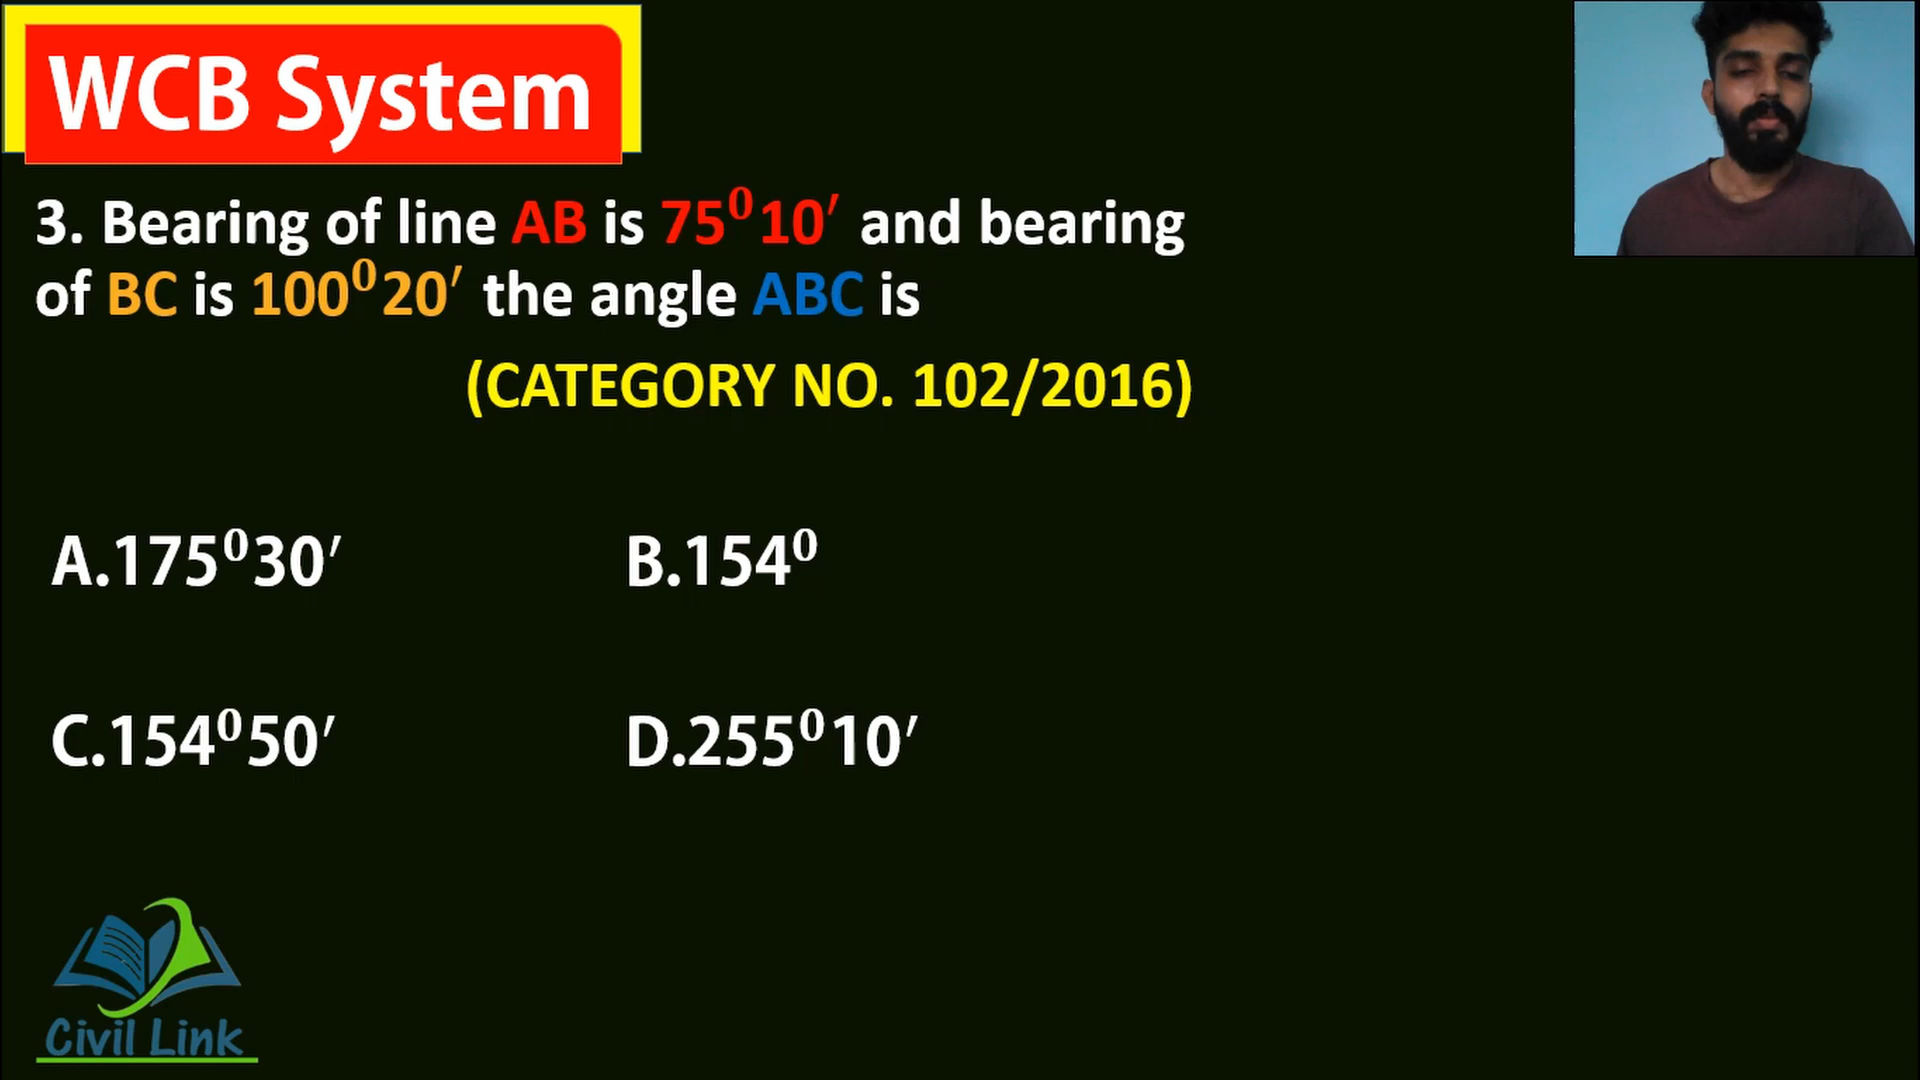 WCB System
3. Bearing of line AB is 75⁰10′ and bearing
of BC is 100⁰20′ the angle ABC is
(CATEGORY NO. 102/2016)
A.175⁰30′ B.154⁰
C.154⁰50′ D.255⁰10′
Civil Link